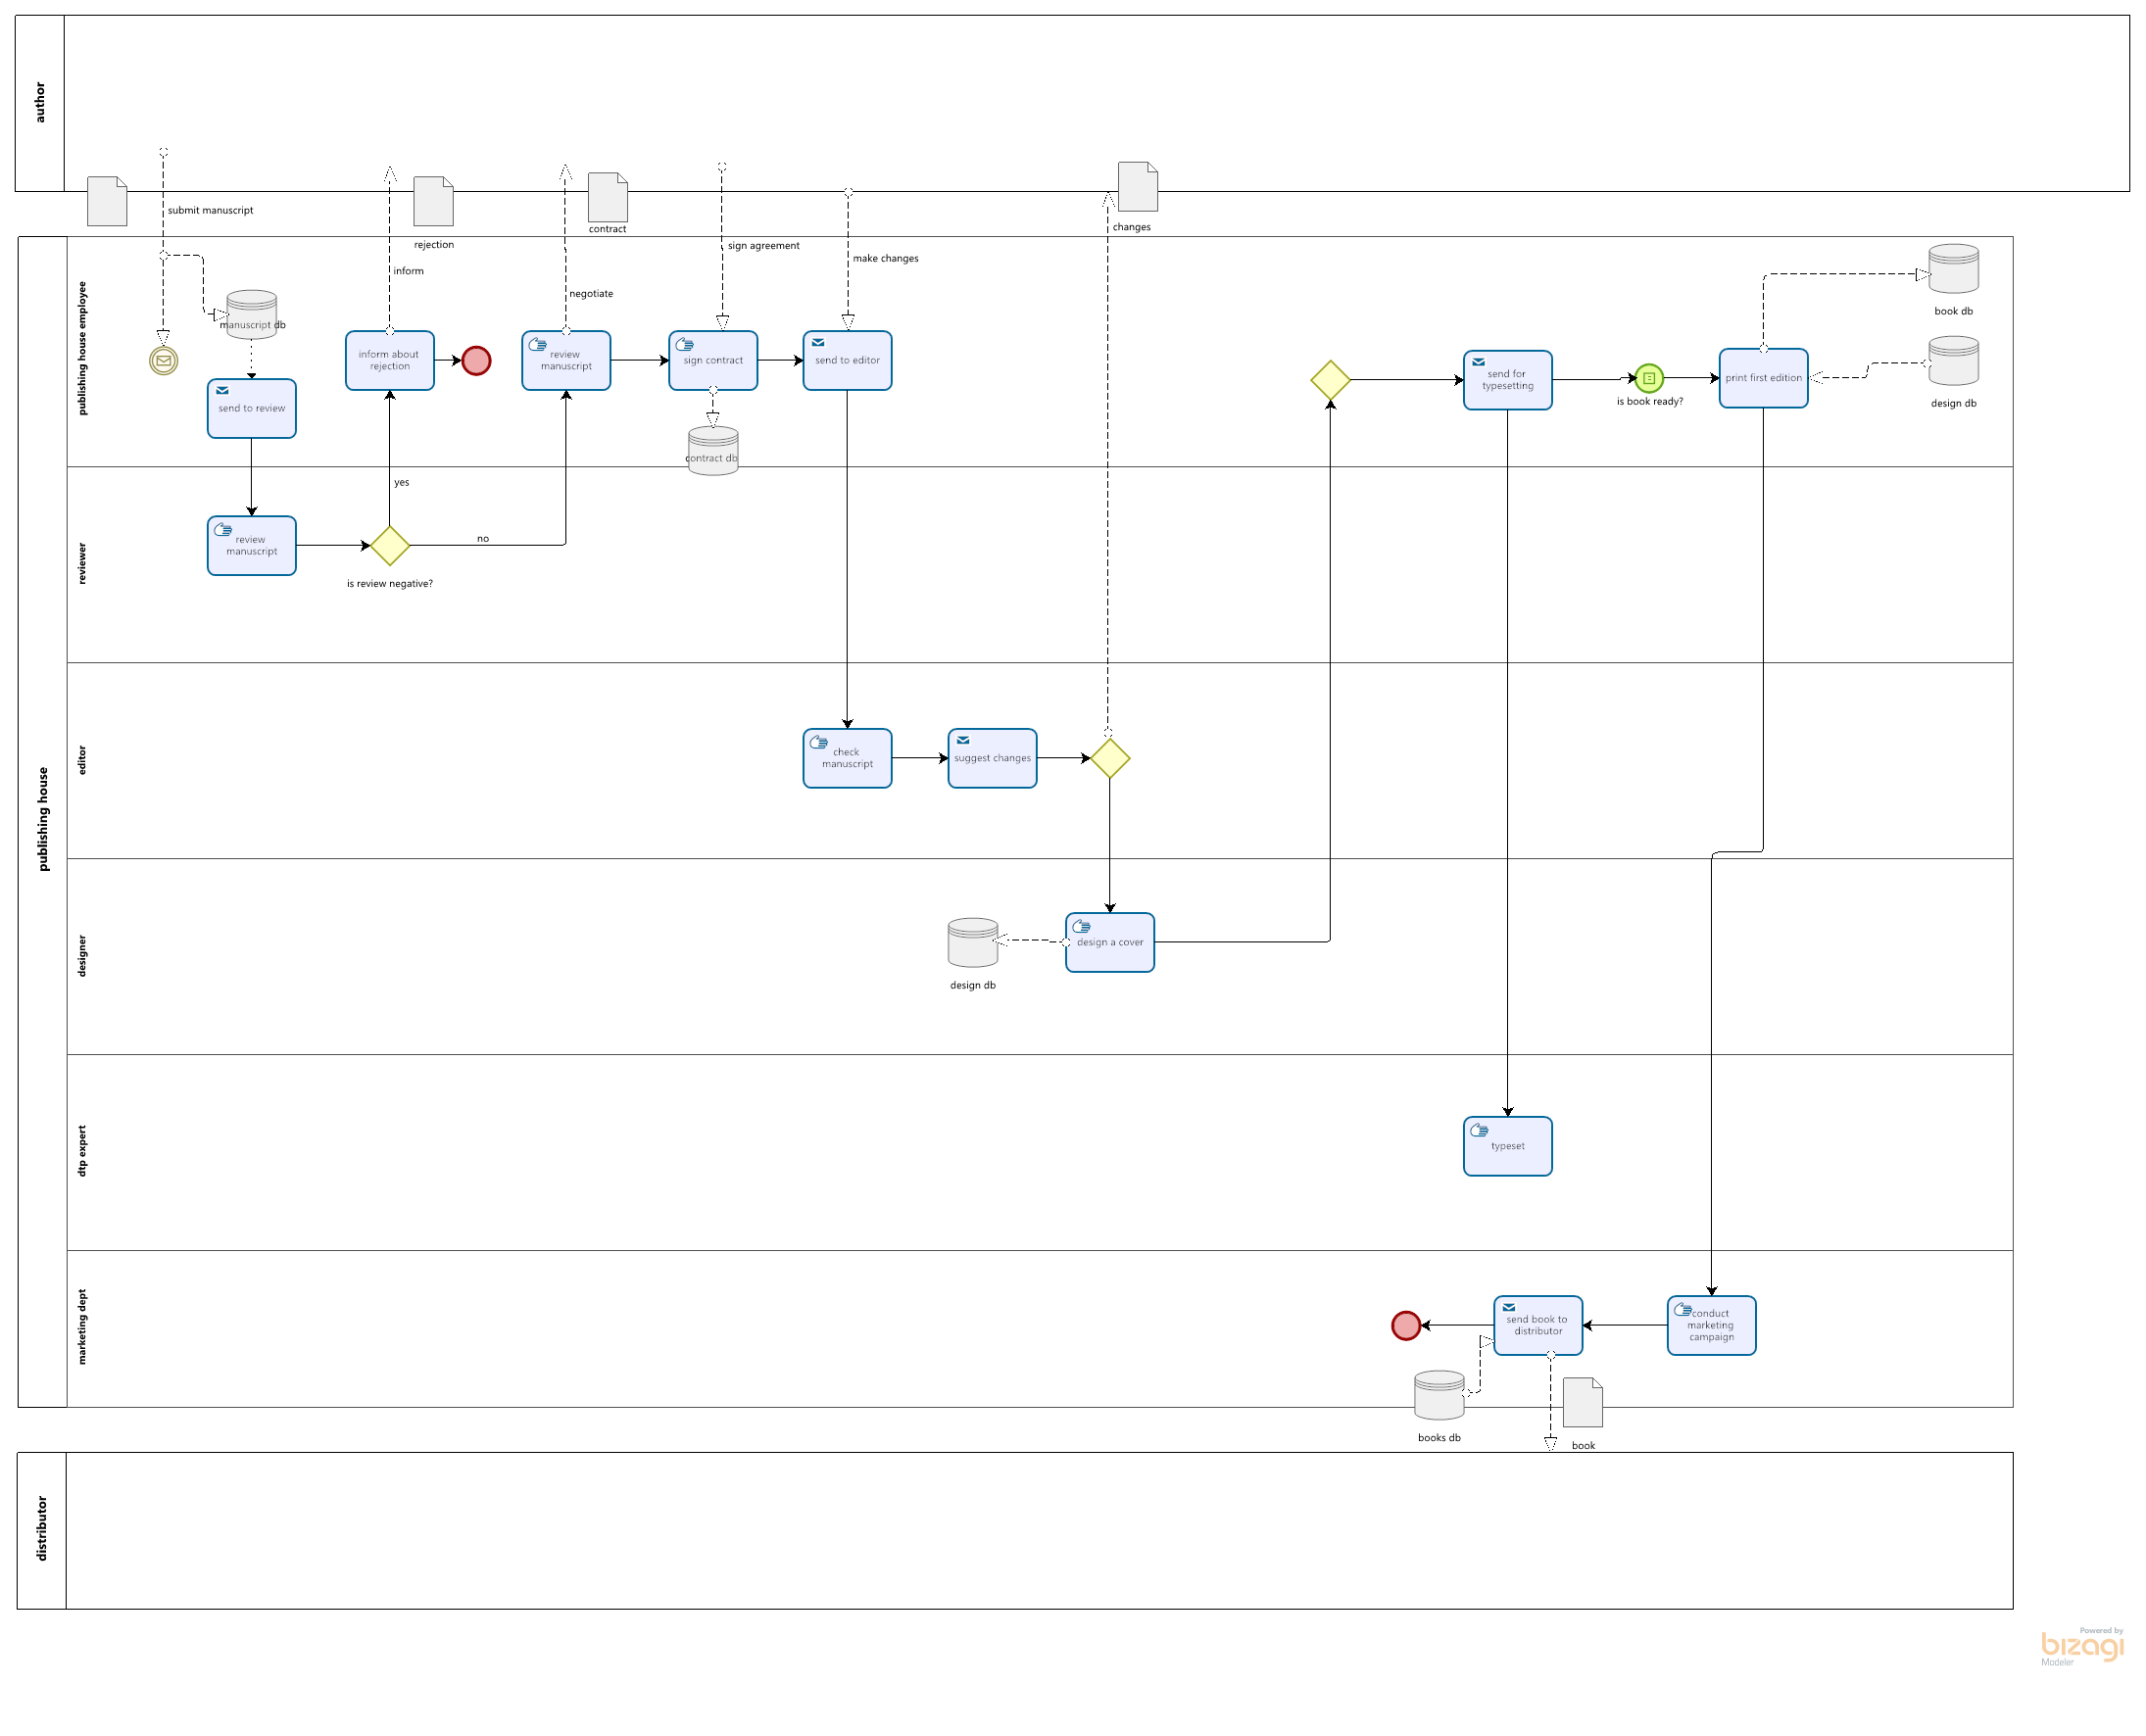 author
submit manuscript
rejection
contract
sign agreement
make changes
changes
inform
negotiate
publishing house
publishing house employee
manuscript db
inform about
rejection
review
manuscript
sign contract
send to editor
send to review
contract db
send for
typesetting
is book ready?
print first edition
book db
design db
reviewer
yes
no
review
manuscript
is review negative?
editor
check
manuscript
suggest changes
designer
design a cover
design db
dtp expert
typeset
marketing dept
send book to
distributor
conduct
marketing
campaign
books db
book
distributor
Powered by
bizagi
Modeler